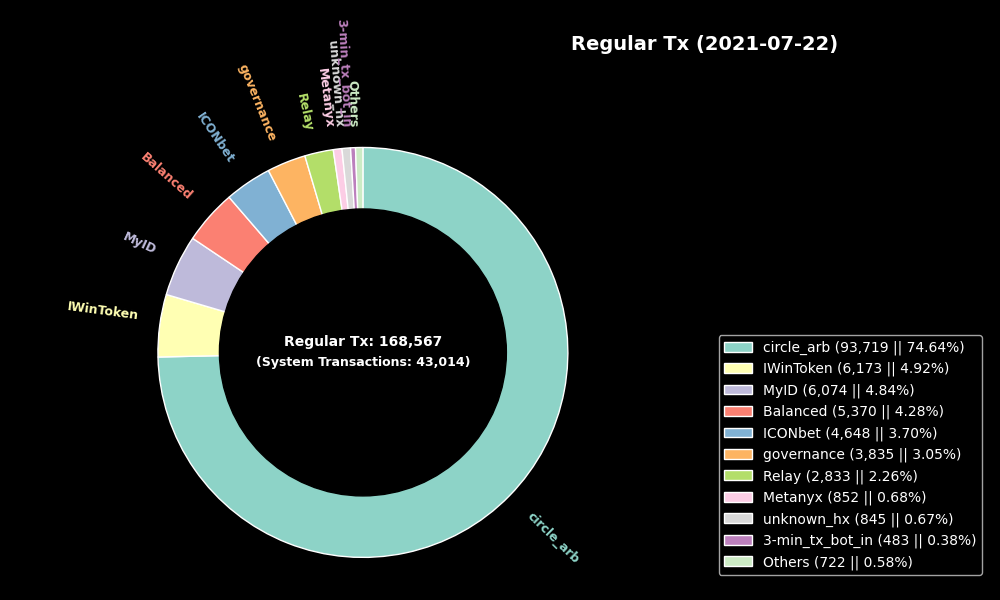 Regular Tx (2021-07-22)
3-min_tx_bot_in
unknown_hx
Metanyx
Others
Relay
governance
ICONbet
Balanced
MyID
IWinToken
circle_arb
Regular Tx: 168,567
(System Transactions: 43,014)
circle_arb (93,719 || 74.64%)
IWinToken (6,173 || 4.92%)
MyID (6,074 || 4.84%)
Balanced (5,370 || 4.28%)
ICONbet (4,648 || 3.70%)
governance (3,835 || 3.05%)
Relay (2,833 || 2.26%)
Metanyx (852 || 0.68%)
unknown_hx (845 || 0.67%)
3-min_tx_bot_in (483 || 0.38%)
Others (722 || 0.58%)